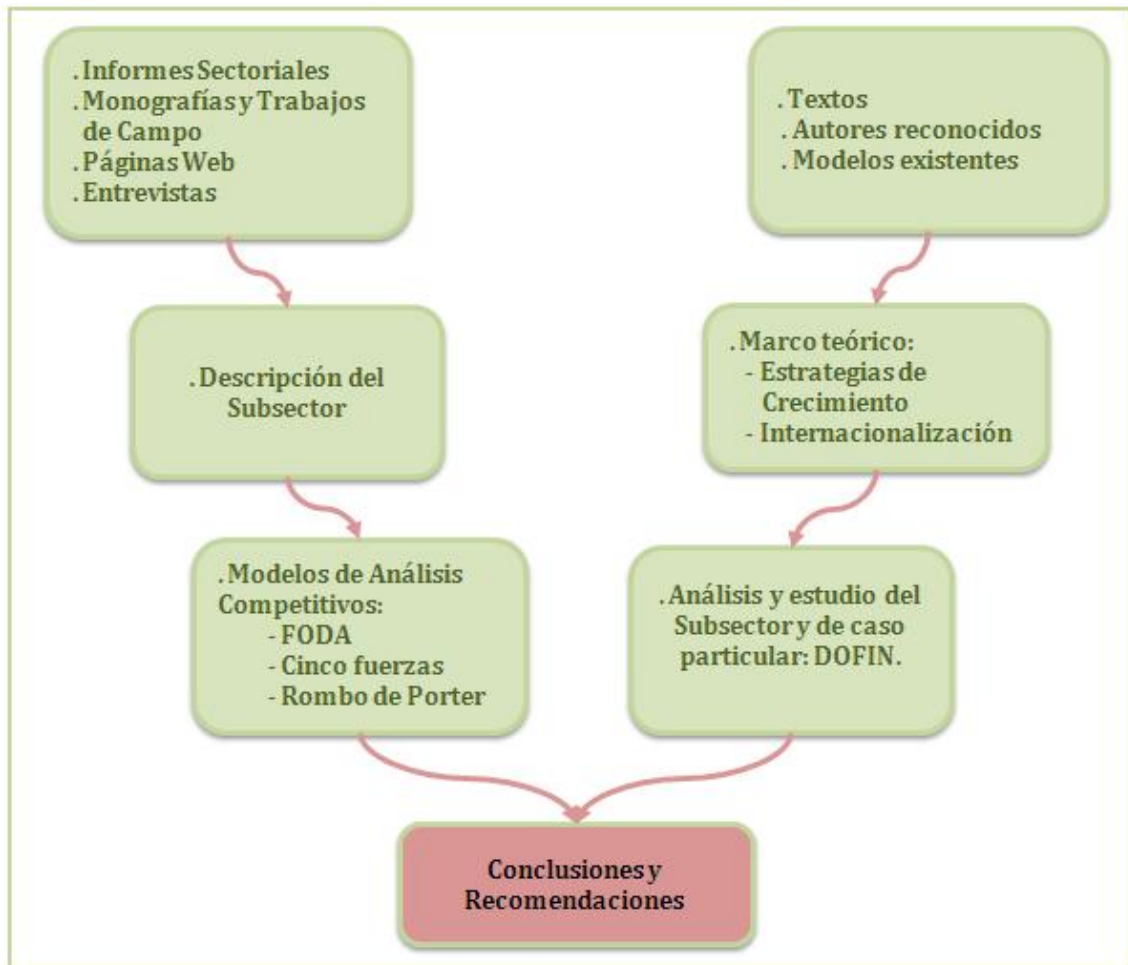 . Informes Sectoriales
. Monografías y Trabajos
de Campo
. Páginas Web
. Entrevistas
. Textos
. Autores reconocidos
. Modelos existentes
. Descripción del
Subsector
. Marco teórico:
- Estrategias de
Crecimiento
- Internacionalización
. Modelos de Análisis
Competitivos:
- FODA
- Cinco fuerzas
- Rombo de Porter
. Análisis y estudio del
Subsector y de caso
particular: DOFIN.
Conclusiones y
Recomendaciones